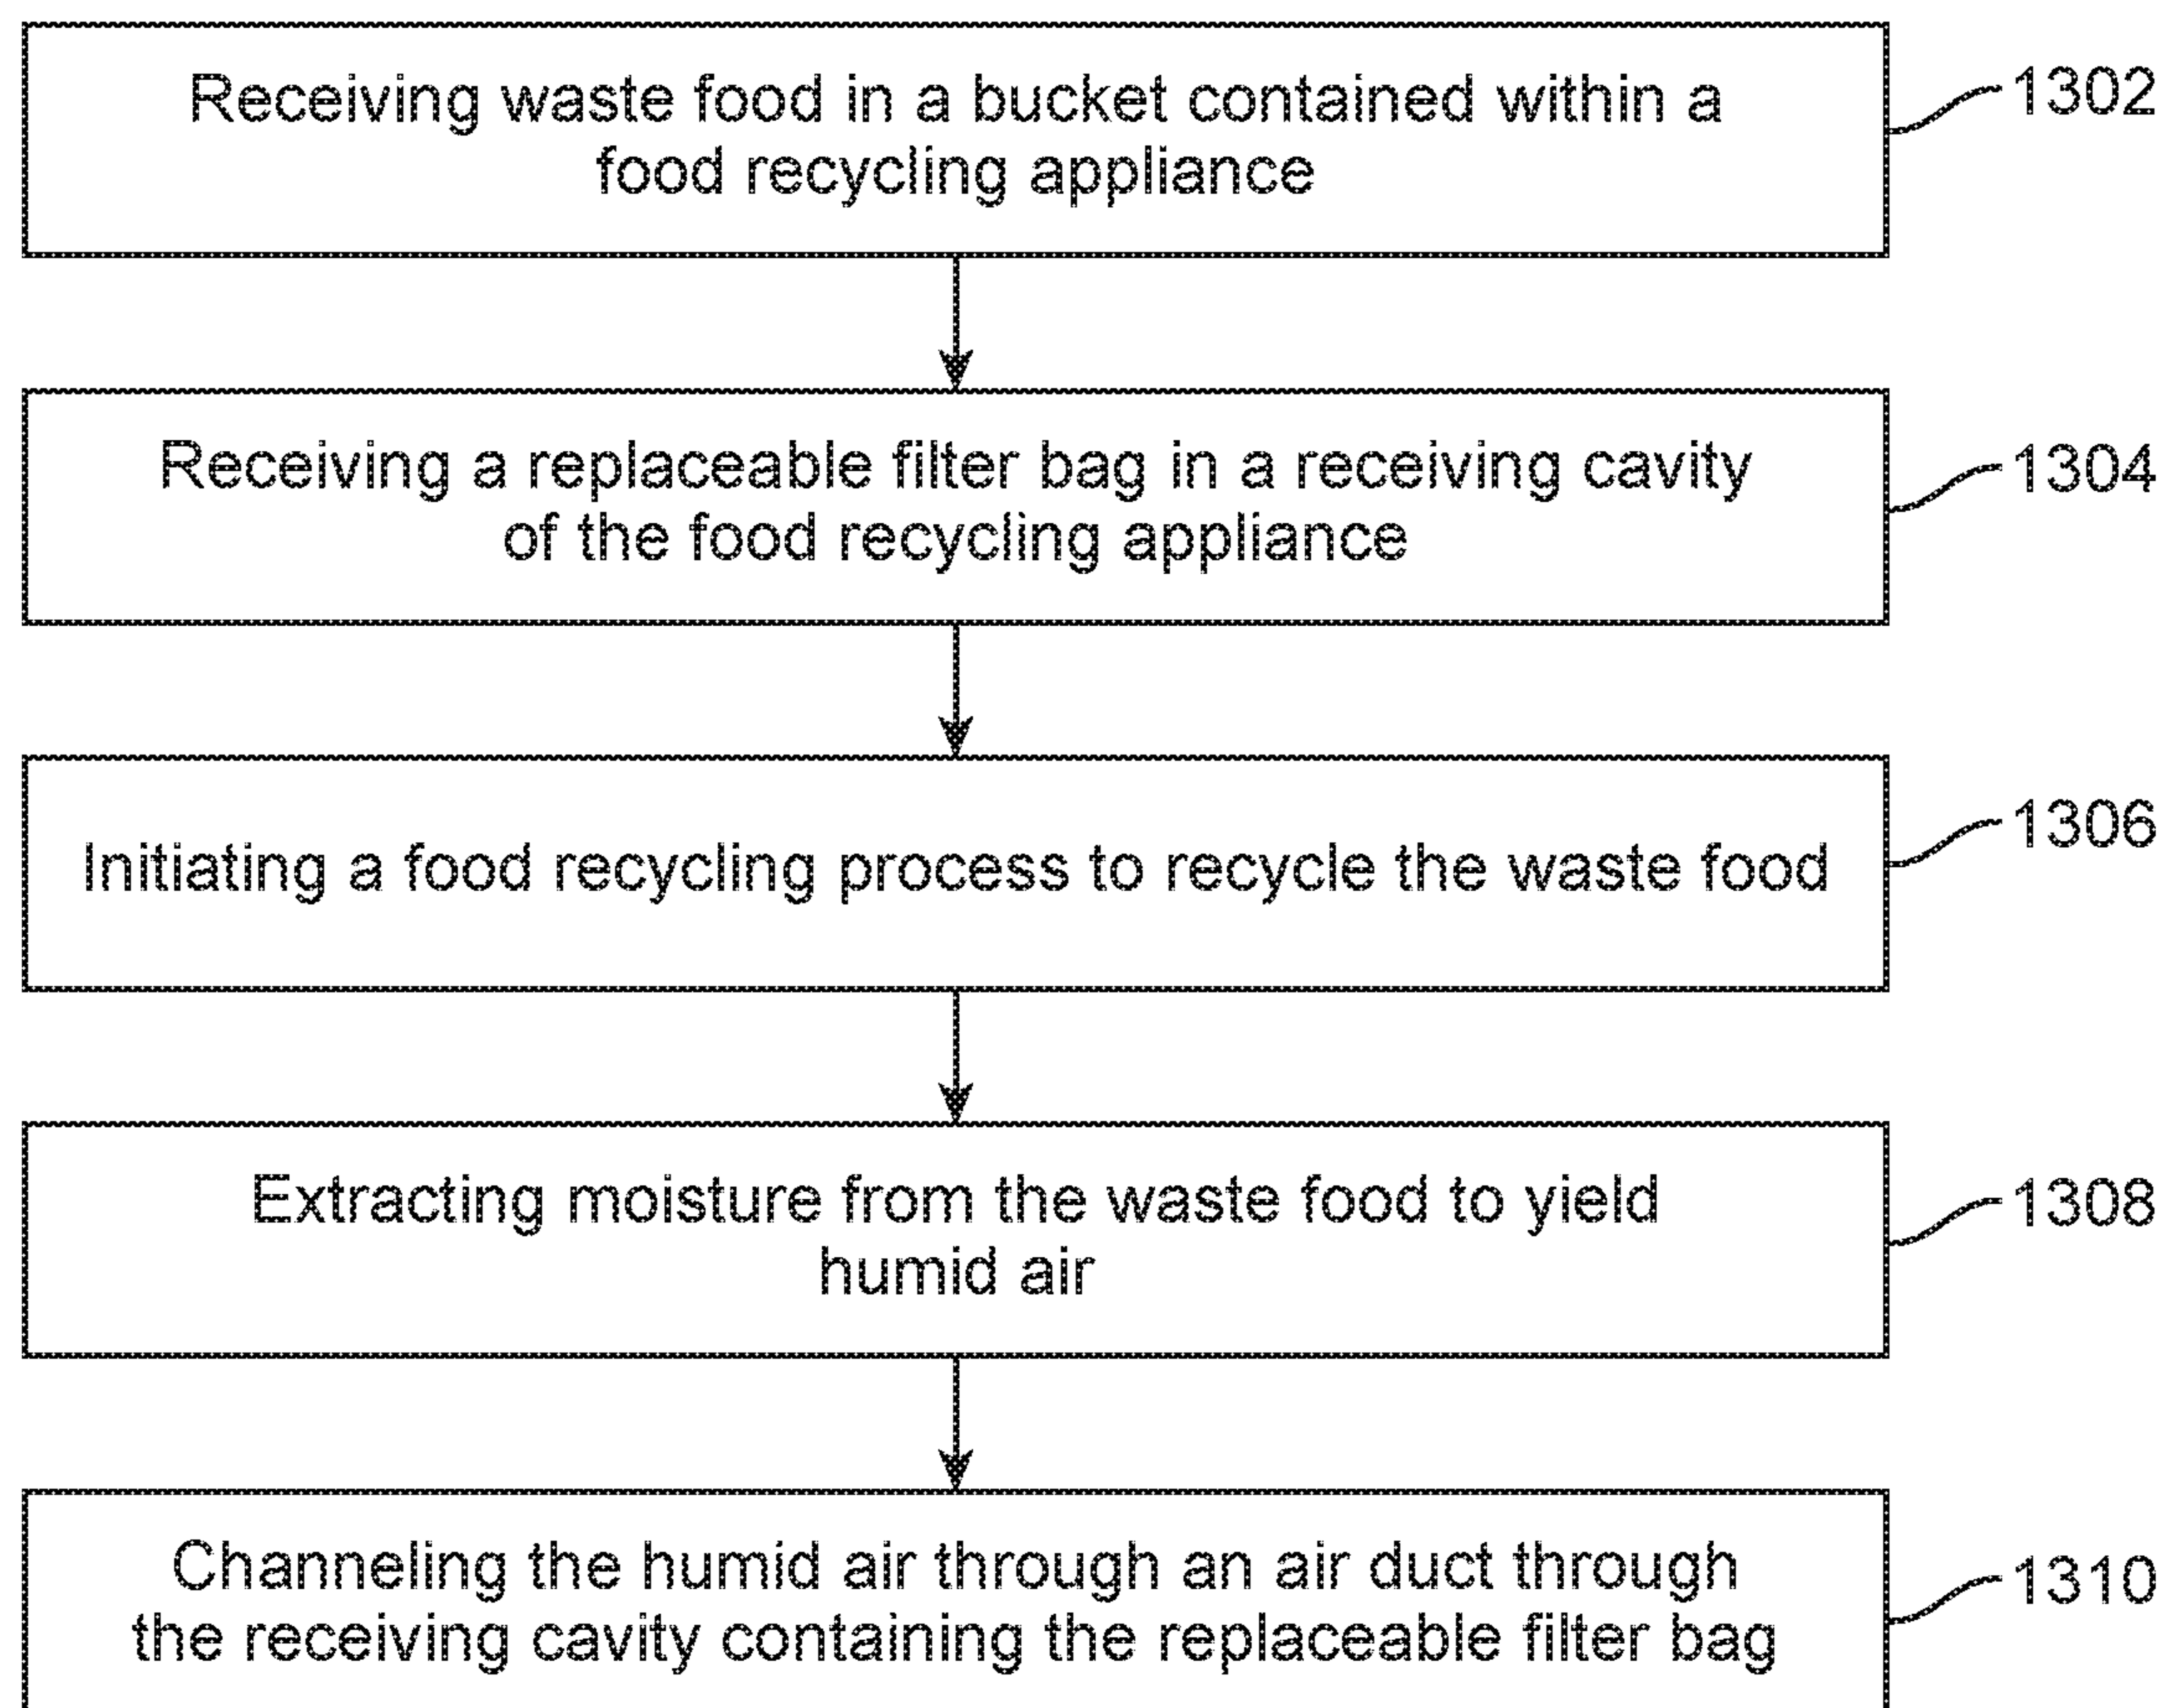 Receiving waste food in a bucket contained within a
food recycling appliance
1302
Receiving a replaceable filter bag in a receiving cavity
of the food recycling appliance
1304
Initiating a food recycling process to recycle the waste food
1306
Extracting moisture from the waste food to yield
humid air
1308
Channeling the humid air through an air duct through
the receiving cavity containing the replaceable filter bag
1310